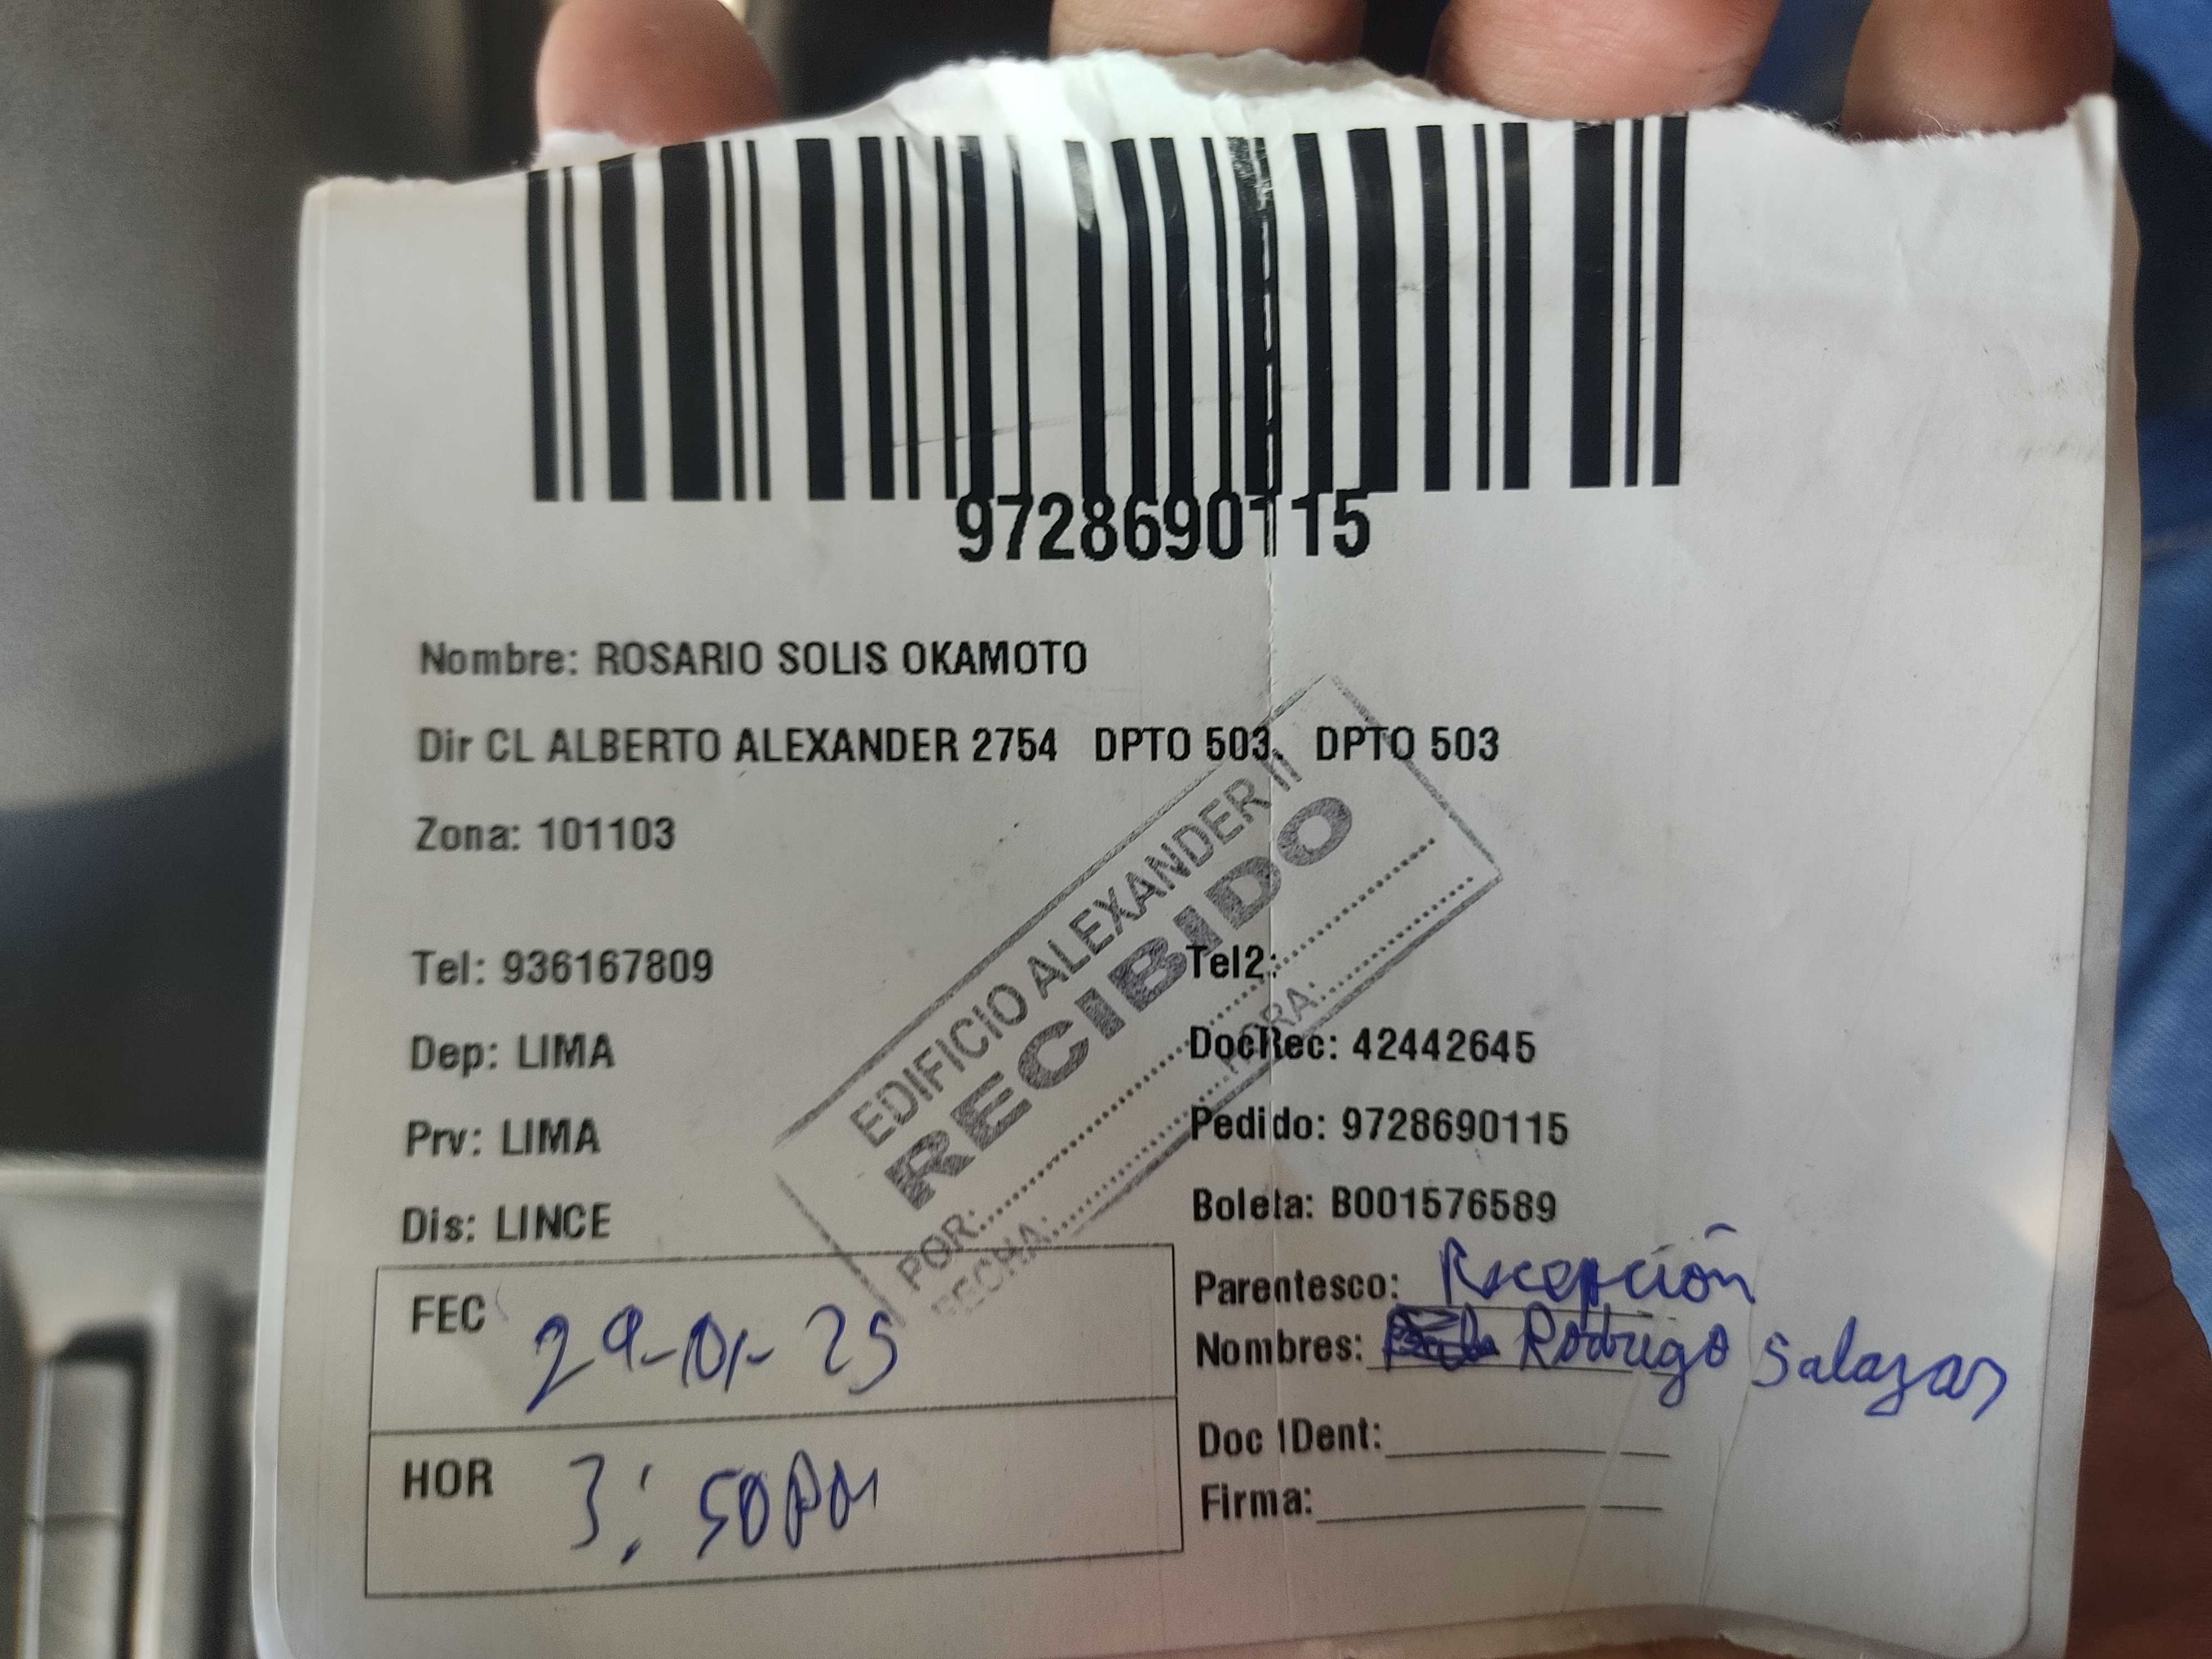 9728690115
Nombre: ROSARIO SOLIS OKAMOTO
Dir CL ALBERTO ALEXANDER 2754 DPTO 503, DPTO 503
Zona: 101103
Tel: 936167809 Tel2:
Dep: LIMA DocRec: 42442645
Prv: LIMA Pedido: 9728690115
Dis: LINCE Boleta: B001576589
EDIFICIO ALEXANDER II
RECIBIDO
POR:
FECHA: HORA:
FEC 29-01-25
HOR 3:50PM
Parentesco: Recepción
Nombres: Rodrigo Salazar
Doc IDent:
Firma: